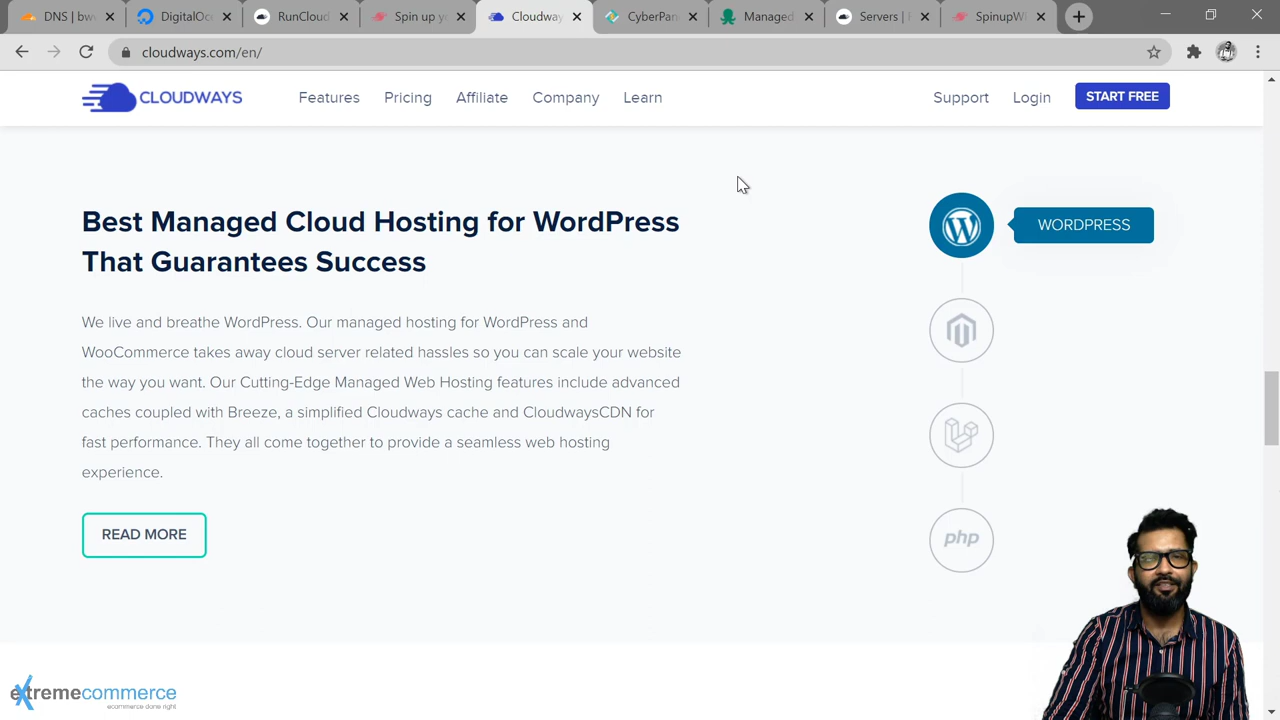 DNS | bw
DigitalOce
RunCloud
Spin up y
Cloudway
CyberPan
Managed
Servers |
SpinupWI
cloudways.com/en/
CLOUDWAYS
Features
Pricing
Affiliate
Company
Learn
Support
Login
START FREE
Best Managed Cloud Hosting for WordPress
That Guarantees Success
WORDPRESS
We live and breathe WordPress. Our managed hosting for WordPress and
WooCommerce takes away cloud server related hassles so you can scale your website
the way you want. Our Cutting-Edge Managed Web Hosting features include advanced
caches coupled with Breeze, a simplified Cloudways cache and CloudwaysCDN for
fast performance. They all come together to provide a seamless web hosting
experience.
READ MORE
php
extremecommerce
ecommerce done right